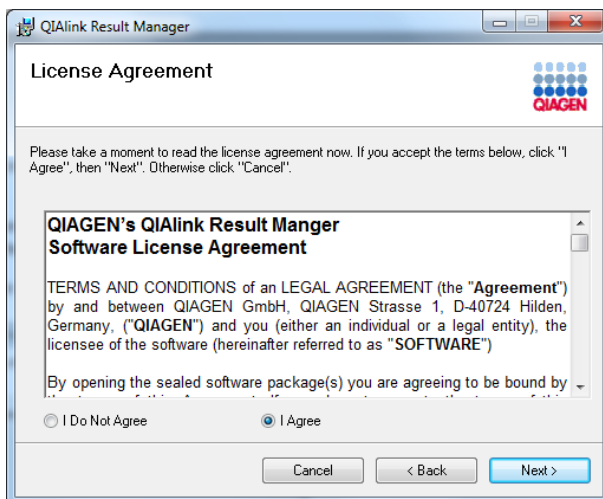 QIAlink Result Manager
License Agreement
QIAGEN
Please take a moment to read the license agreement now. If you accept the terms below, click "I
Agree", then "Next". Otherwise click "Cancel".
QIAGEN's QIAlink Result Manger
Software License Agreement
TERMS AND CONDITIONS of an LEGAL AGREEMENT (the "Agreement")
by and between QIAGEN GmbH, QIAGEN Strasse 1, D-40724 Hilden,
Germany, ("QIAGEN") and you (either an individual or a legal entity), the
licensee of the software (hereinafter referred to as "SOFTWARE")
By opening the sealed software package(s) you are agreeing to be bound by
I Do Not Agree
I Agree
Cancel
< Back
Next >